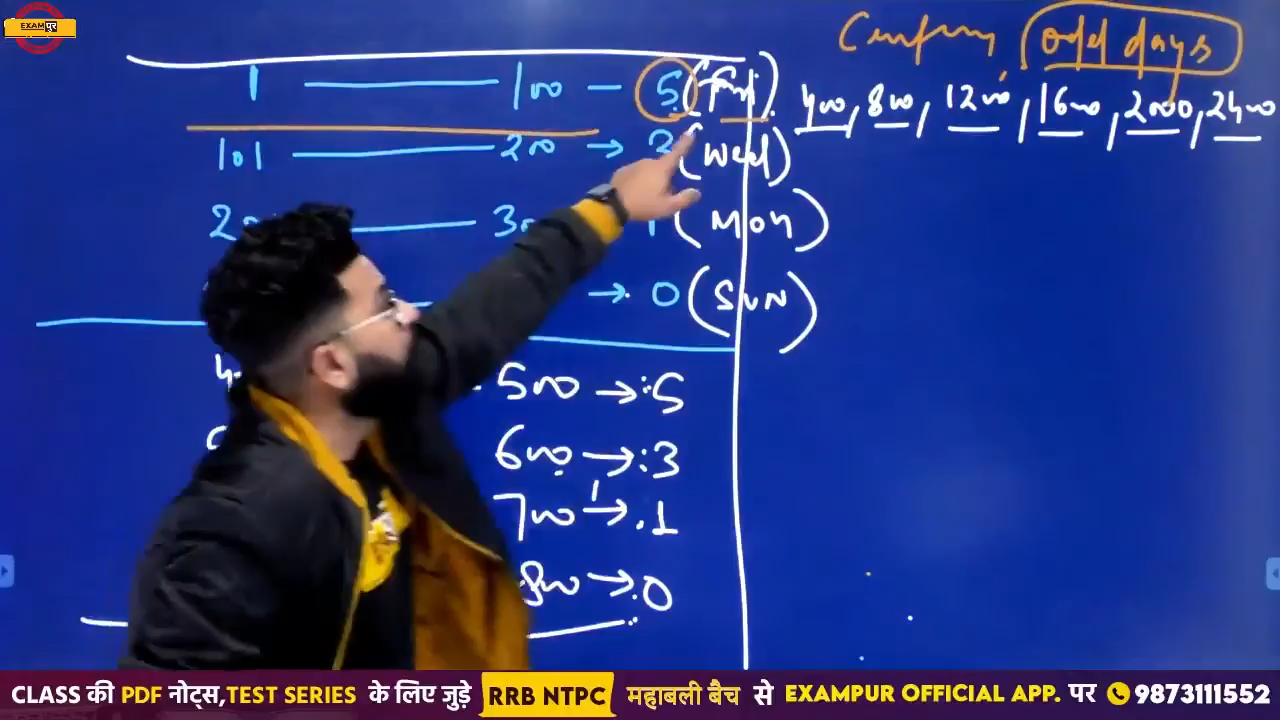 EXAMपुर
Century odd days
1 — 100 — 5 (Fri)
400, 800, 1200, 1600, 2000, 2400
101 — 200 → 3 (Wed)
— 1 (Mon)
→ 0 (SUN)
500 → 5
600 → 3
700 → 1
800 → 0
CLASS की PDF नोट्स,TEST SERIES के लिए जुड़े RRB NTPC महाबली बैच से EXAMPUR OFFICIAL APP. पर 9873111552